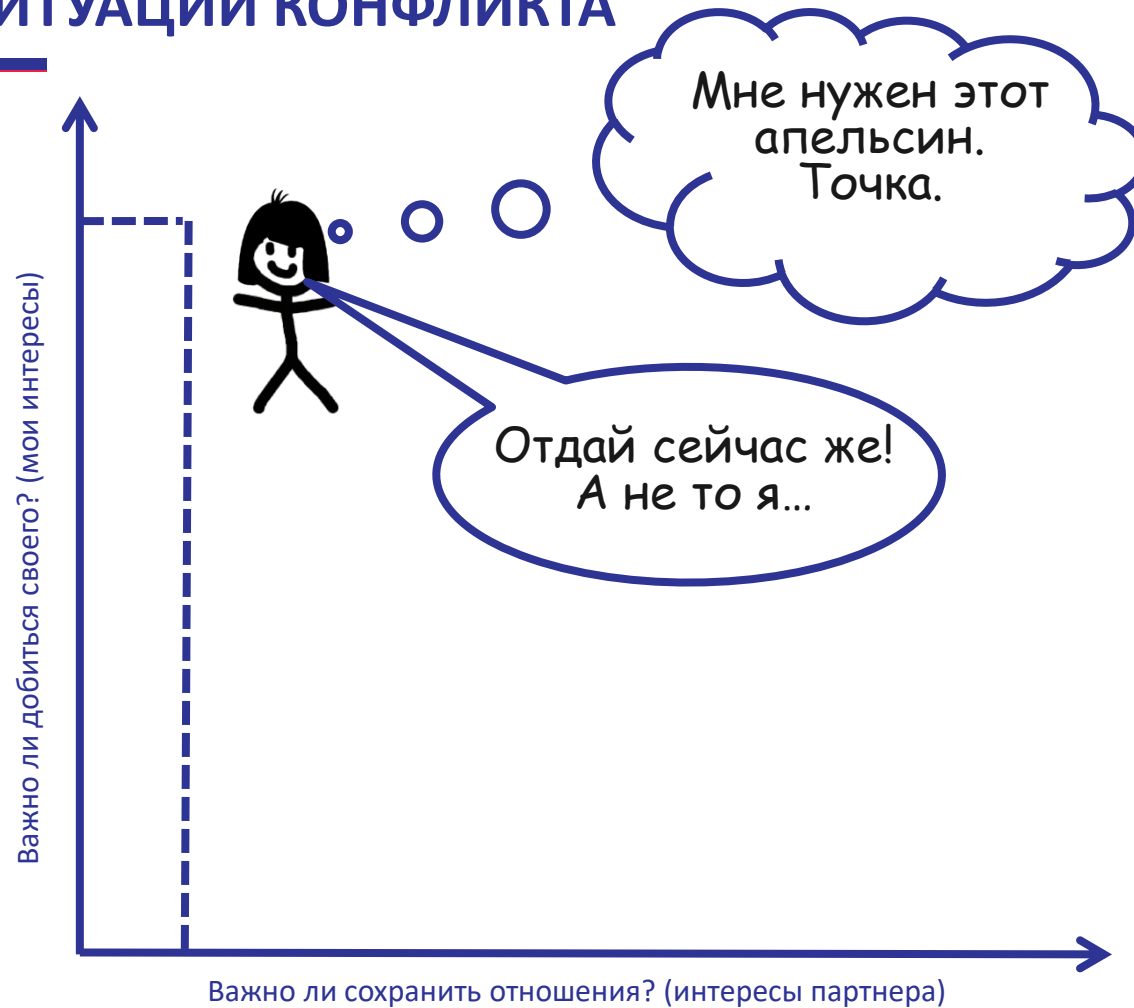 ИТУАЦИИ КОНФЛИКТА
Мне нужен этот
апельсин.
Точка.
Отдай сейчас же!
А не то я...
Важно ли добиться своего? (мои интересы)
Важно ли сохранить отношения? (интересы партнера)